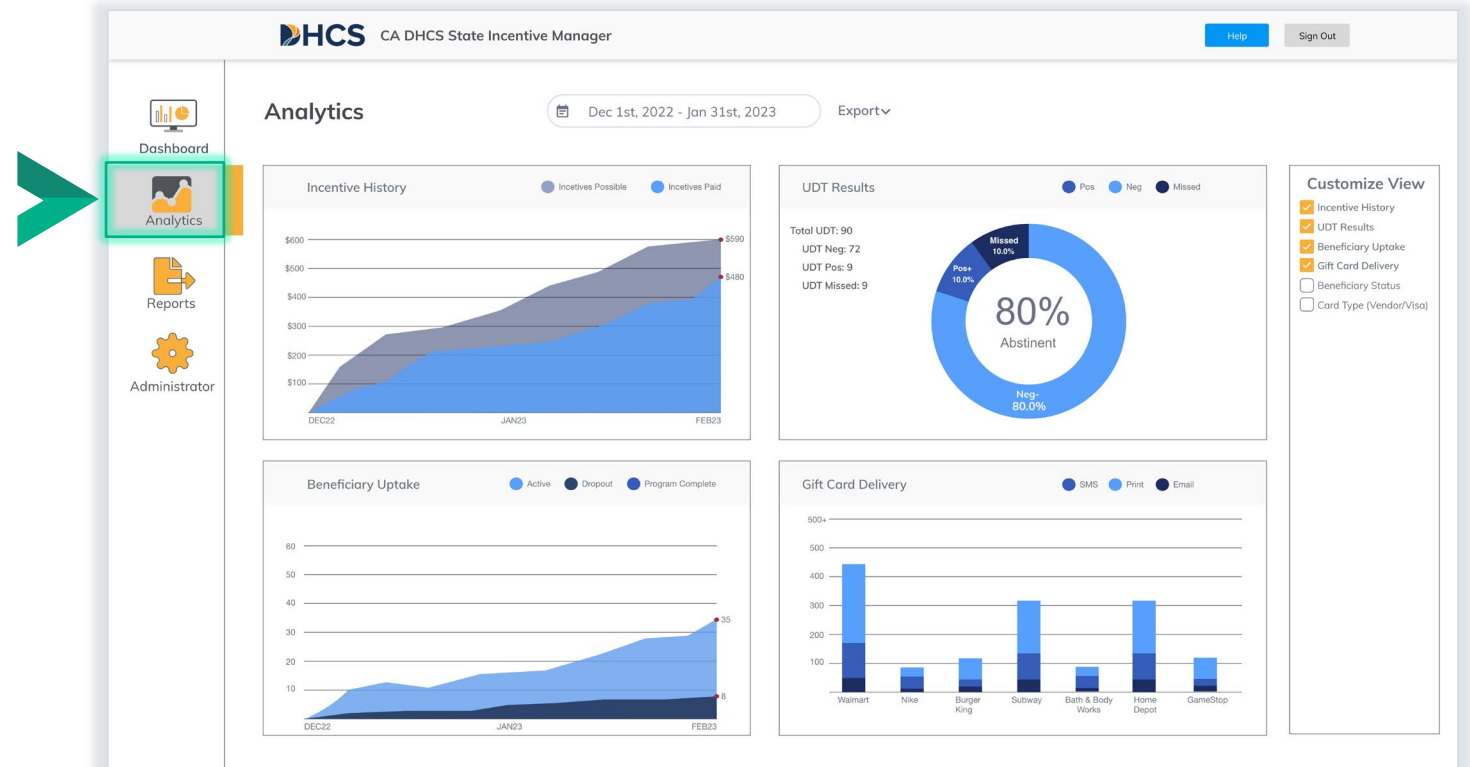 DHCS CA DHCS State Incentive Manager
Help
Sign Out
Dashboard
Analytics
Reports
Administrator
Analytics
Dec 1st, 2022 - Jan 31st, 2023
Export
Incentive History
Incetives Possible
Incetives Paid
$600
$500
$400
$300
$200
$100
$590
$480
DEC22
JAN23
FEB23
UDT Results
Pos
Neg
Missed
Total UDT: 90
UDT Neg: 72
UDT Pos: 9
UDT Missed: 9
Missed
10.0%
Pos+
10.0%
80%
Abstinent
Neg-
80.0%
Customize View
Incentive History
UDT Results
Beneficiary Uptake
Gift Card Delivery
Beneficiary Status
Card Type (Vendor/Visa)
Beneficiary Uptake
Active
Dropout
Program Complete
60
50
40
30
20
10
35
8
DEC22
JAN23
FEB23
Gift Card Delivery
SMS
Print
Email
500+
500
400
300
200
100
Walmart
Nike
Burger
King
Subway
Bath & Body
Works
Home
Depot
GameStop